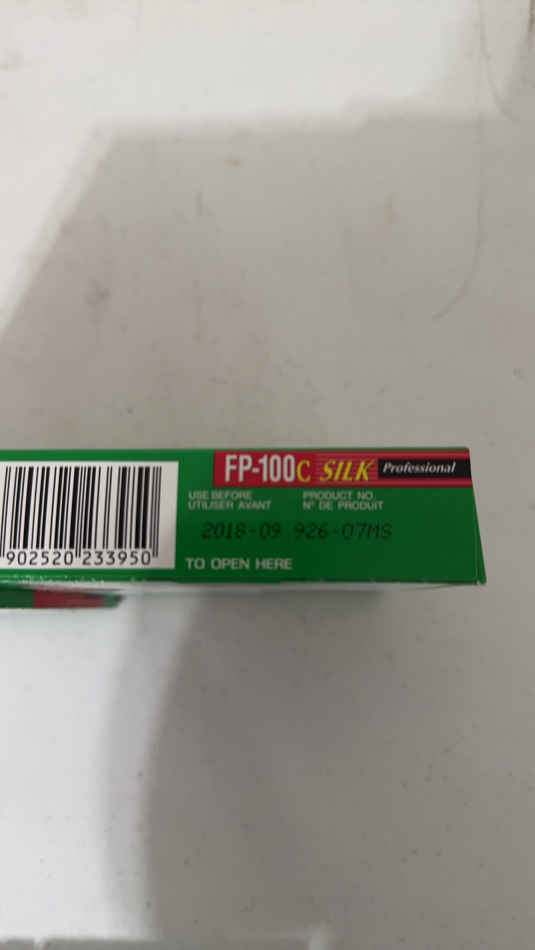 FP-100C SILK Professional
USE BEFORE PRODUCT NO.
UTILISER AVANT N° DE PRODUIT
2018-09 926-07MS
902520 233950
TO OPEN HERE